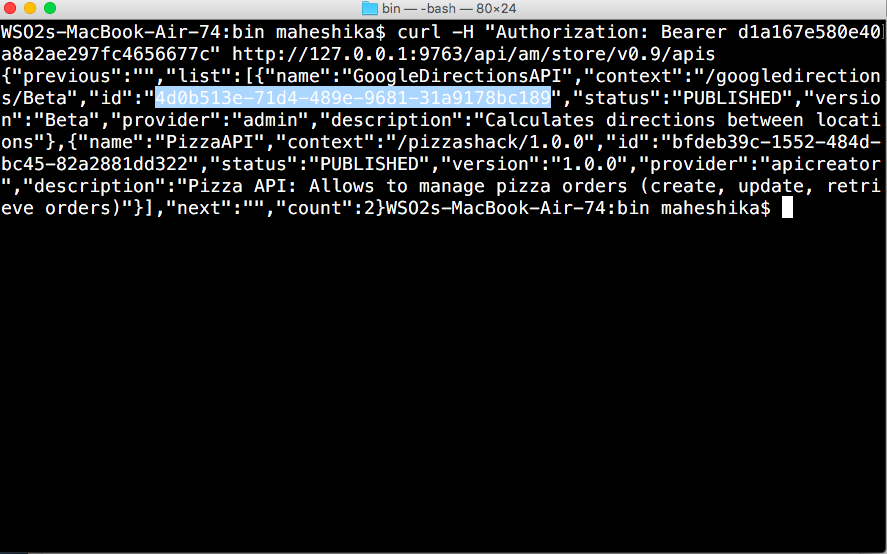 bin — -bash — 80×24
WSO2s-MacBook-Air-74:bin maheshika$ curl -H "Authorization: Bearer d1a167e580e40
a8a2ae297fc4656677c" http://127.0.0.1:9763/api/am/store/v0.9/apis
{"previous":"","list":[{"name":"GoogleDirectionsAPI","context":"/googledirection
s/Beta","id":"4d0b513e-71d4-489e-9681-31a9178bc189","status":"PUBLISHED","versio
n":"Beta","provider":"admin","description":"Calculates directions between locati
ons"},{"name":"PizzaAPI","context":"/pizzashack/1.0.0","id":"bfdeb39c-1552-484d-
bc45-82a2881dd322","status":"PUBLISHED","version":"1.0.0","provider":"apicreator
","description":"Pizza API: Allows to manage pizza orders (create, update, retri
eve orders)"}],"next":"","count":2}WSO2s-MacBook-Air-74:bin maheshika$